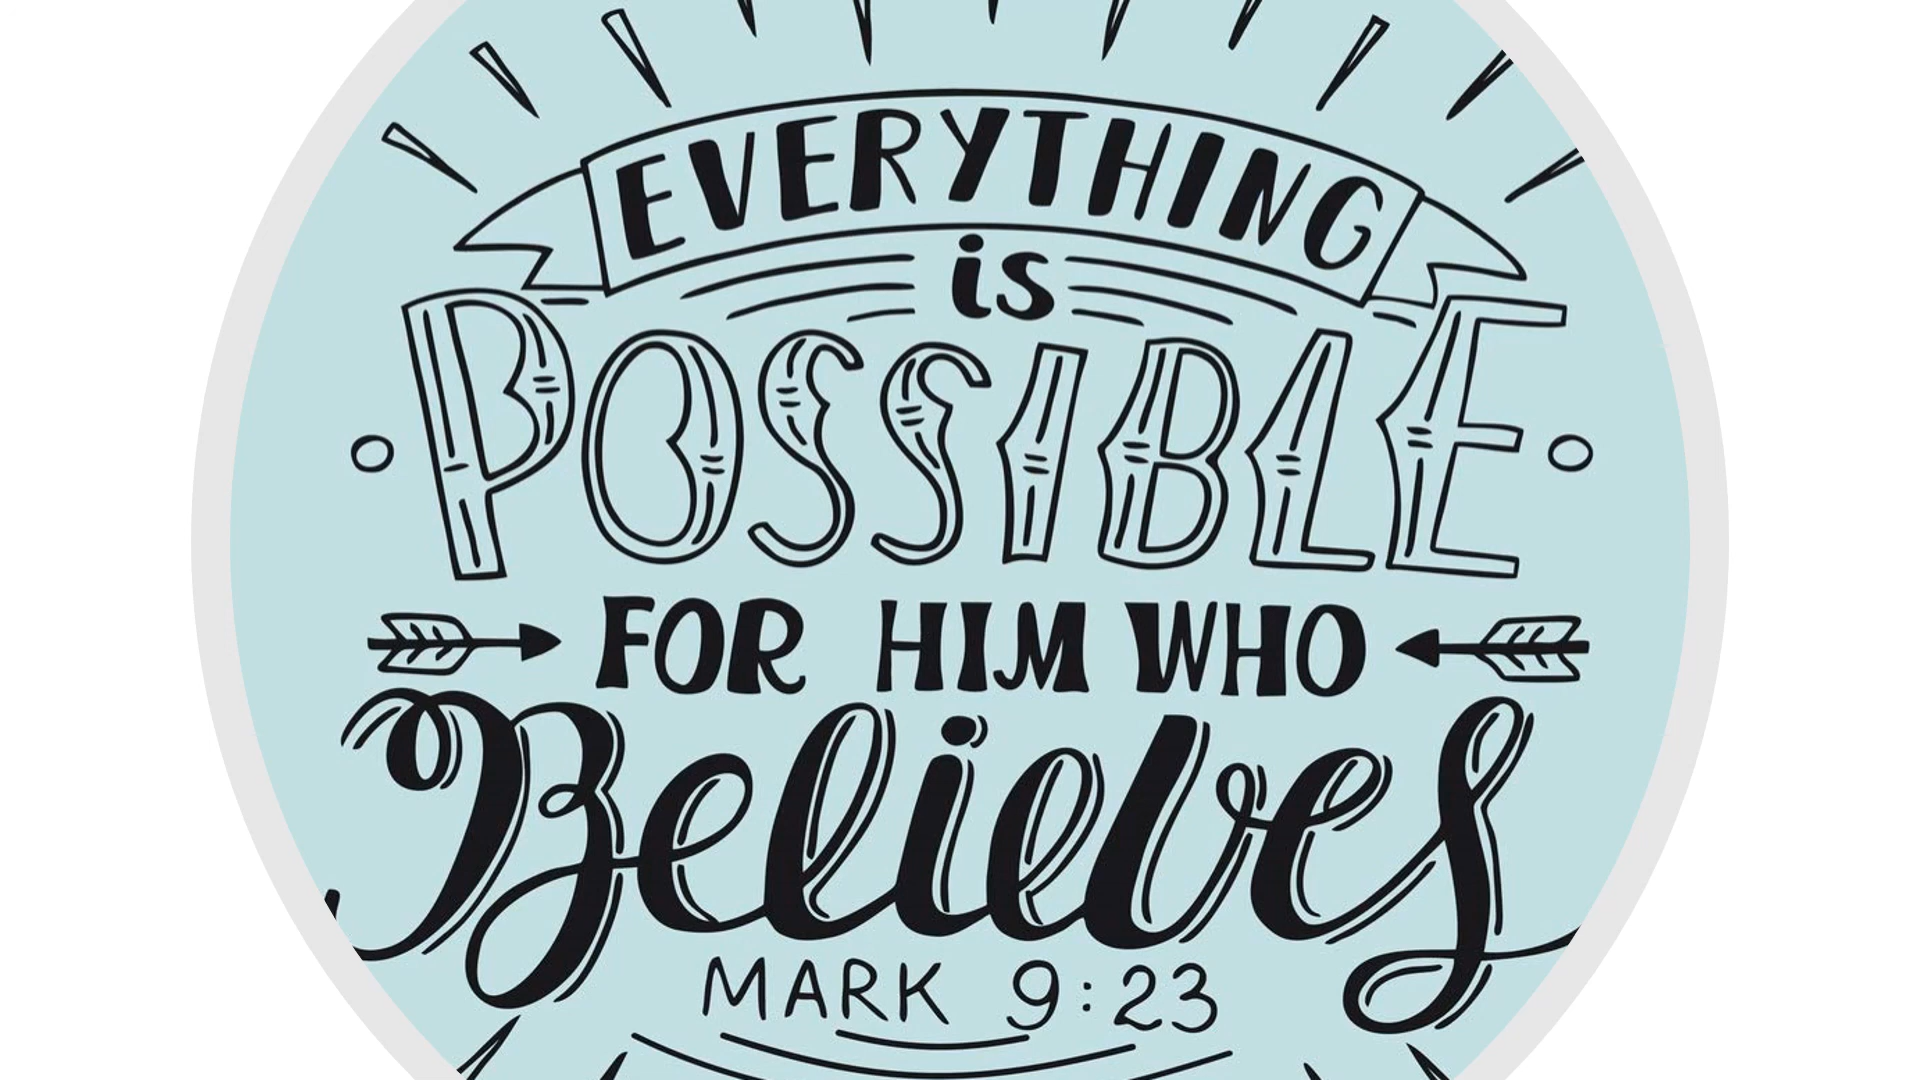 EVERYTHING
is
POSSIBLE
FOR HIM WHO
Believes
MARK 9:23